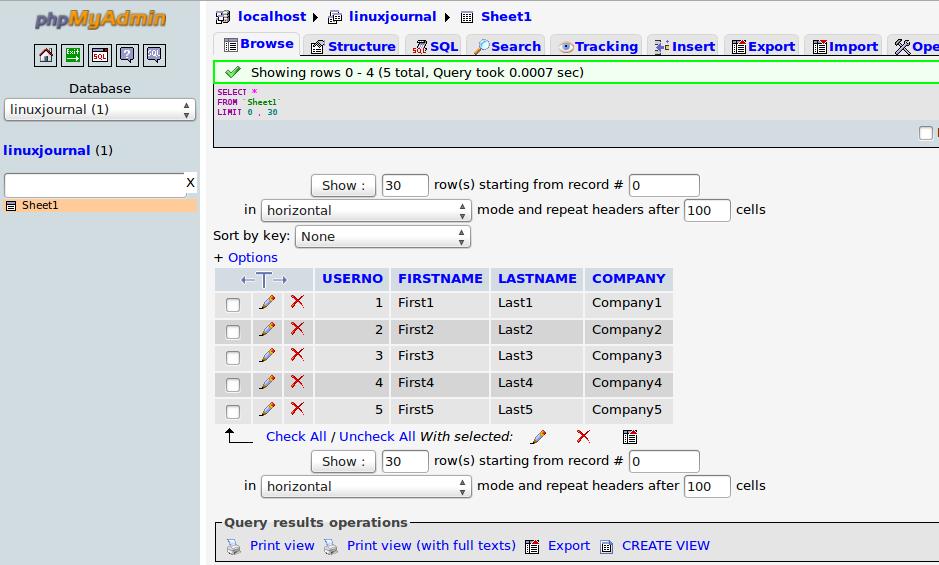 phpMyAdmin
SQL
SQL
Database
linuxjournal (1)
linuxjournal (1)
X
Sheet1
localhost linuxjournal Sheet1
Browse Structure SQL Search Tracking Insert Export Import Ope
Showing rows 0 - 4 (5 total, Query took 0.0007 sec)
SELECT *
FROM `Sheet1`
LIMIT 0 , 30
Show : 30 row(s) starting from record # 0
in horizontal mode and repeat headers after 100 cells
Sort by key: None
+ Options
←T→ USERNO FIRSTNAME LASTNAME COMPANY
1 First1 Last1 Company1
2 First2 Last2 Company2
3 First3 Last3 Company3
4 First4 Last4 Company4
5 First5 Last5 Company5
Check All / Uncheck All With selected:
Show : 30 row(s) starting from record # 0
in horizontal mode and repeat headers after 100 cells
Query results operations
Print view Print view (with full texts) Export CREATE VIEW